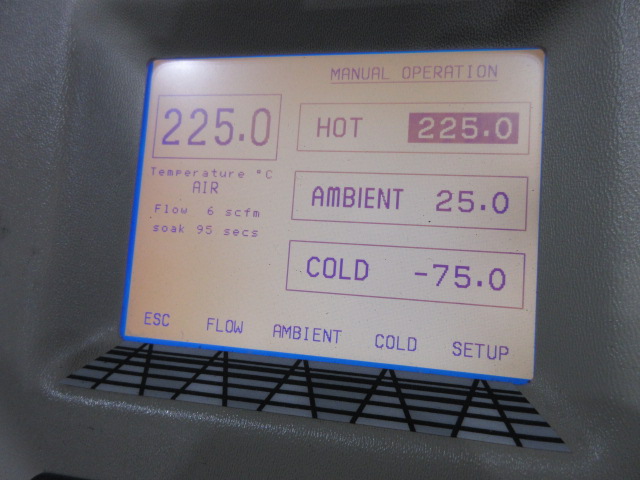 MANUAL OPERATION
225.0
Temperature °C
AIR
Flow 6 scfm
soak 95 secs
HOT 225.0
AMBIENT 25.0
COLD -75.0
ESC FLOW AMBIENT COLD SETUP